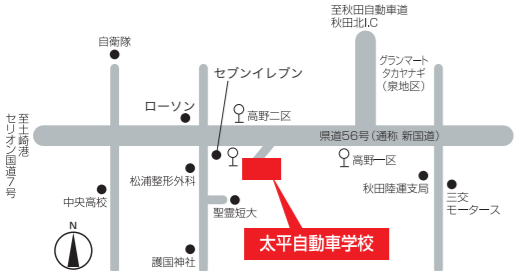 至秋田自動車道
秋田北I.C
自衛隊
セブンイレブン
グランマート
タカヤナギ
（泉地区）
ローソン
高野二区
至土崎港
セリオン国道7号
県道56号（通称 新国道）
高野一区
松浦整形外科
中央高校
秋田陸運支局
三交
モータース
聖霊短大
N
太平自動車学校
護国神社